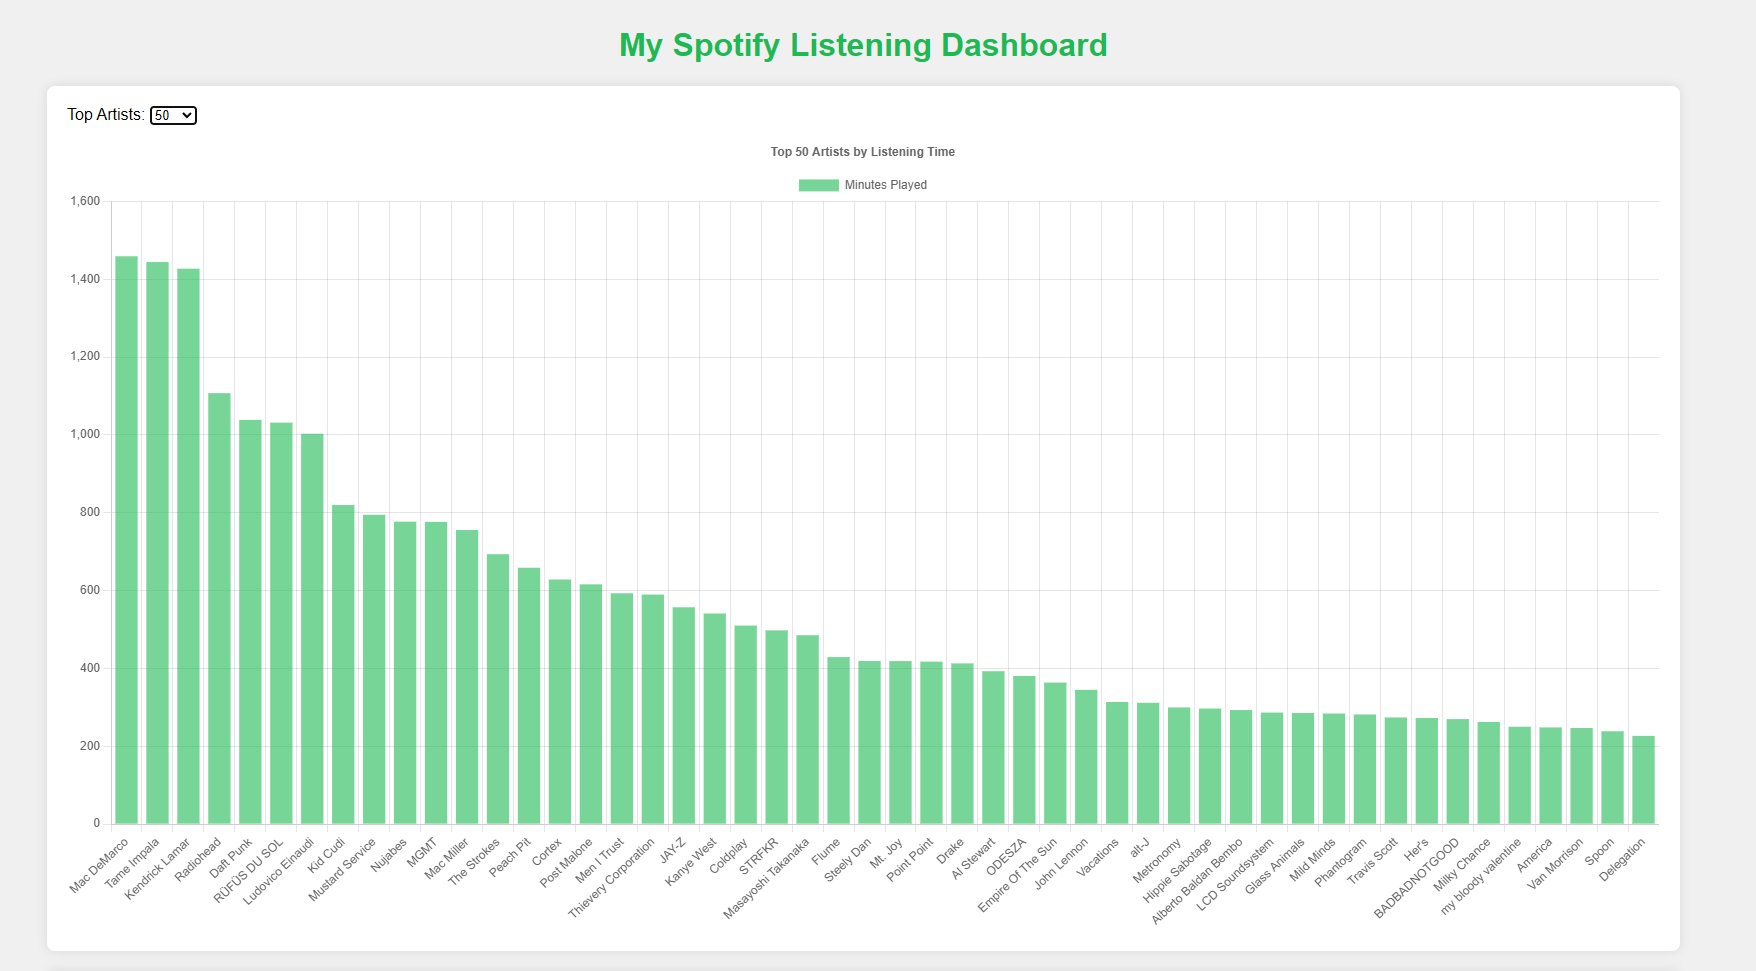 My Spotify Listening Dashboard
Top Artists: 50
Top 50 Artists by Listening Time
Minutes Played
1,600
1,400
1,200
1,000
800
600
400
200
0
Mac DeMarco
Tame Impala
Kendrick Lamar
Radiohead
Daft Punk
RÜFÜS DU SOL
Ludovico Einaudi
Kid Cudi
Mustard Service
Nujabes
MGMT
Mac Miller
The Strokes
Peach Pit
Cortex
Post Malone
Men I Trust
Thievery Corporation
JAY-Z
Kanye West
Coldplay
STRFKR
Masayoshi Takanaka
Flume
Steely Dan
Mt. Joy
Point Point
Drake
Al Stewart
ODESZA
Empire Of The Sun
John Lennon
Vacations
alt-J
Metronomy
Hippie Sabotage
Alberto Baldan Bembo
LCD Soundsystem
Glass Animals
Mild Minds
Phantogram
Travis Scott
Her's
BADBADNOTGOOD
Milky Chance
my bloody valentine
America
Van Morrison
Spoon
Delegation